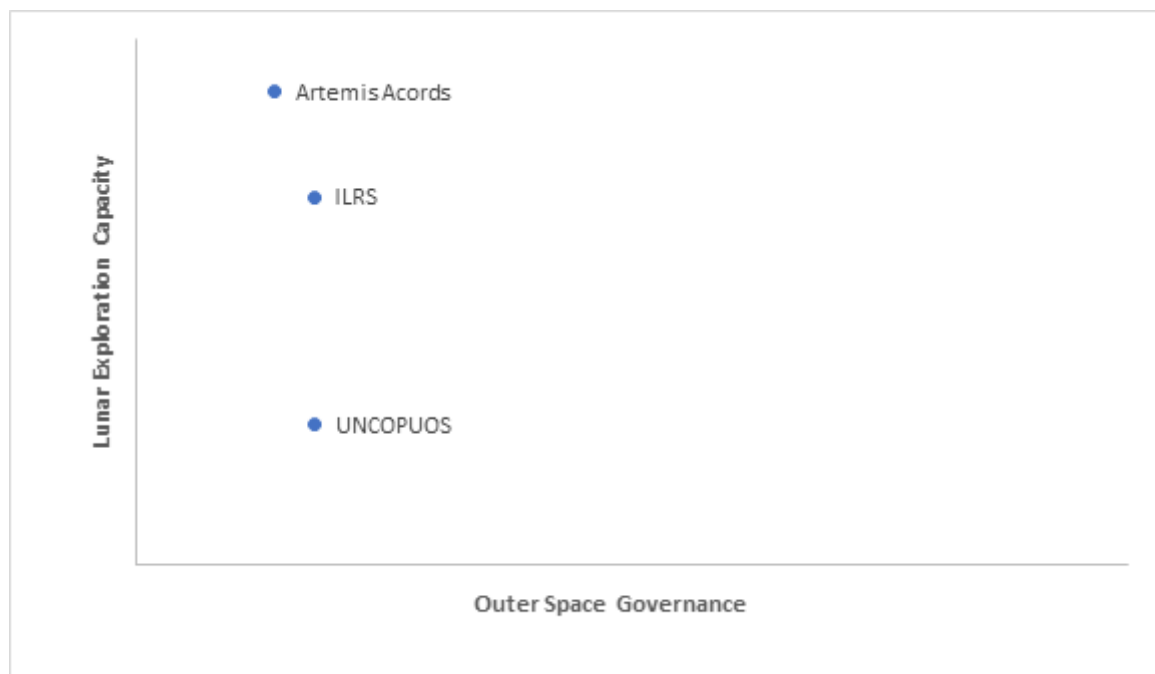 Artemis Acords
ILRS
UNCOPUOS
Lunar Exploration Capacity
Outer Space Governance